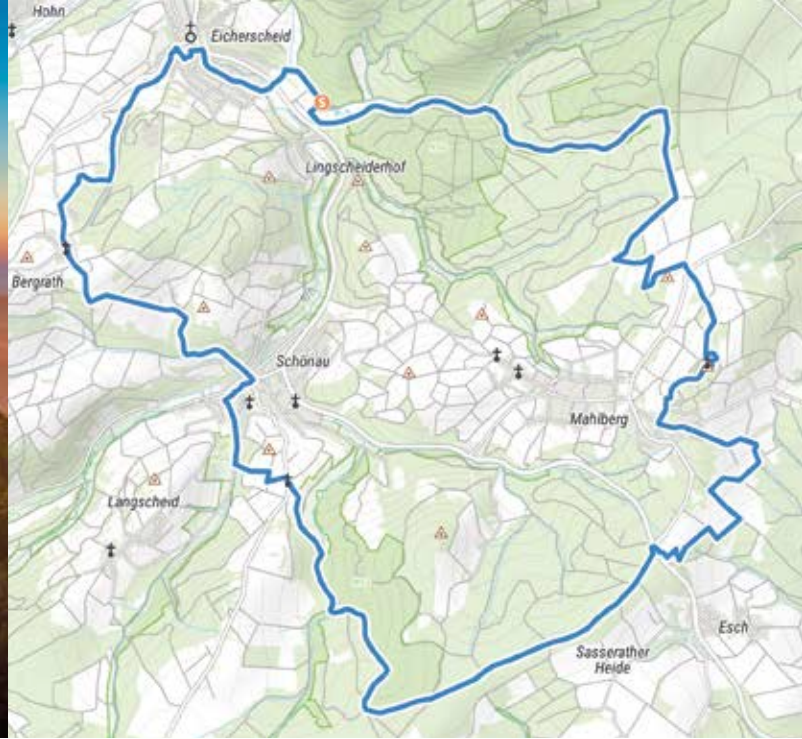 Hohn
Eicherscheid
S
Lingscheiderhof
Bergrath
Schönau
Mahlberg
Langscheid
Esch
Sasserather
Heide